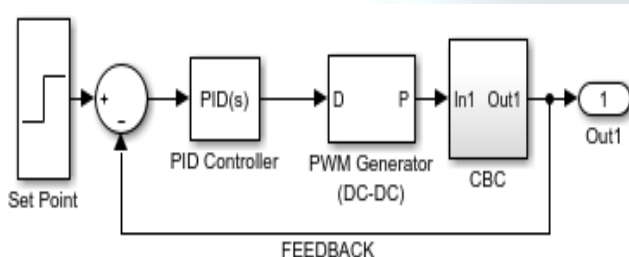 +
−
PID(s)
D
P
In1 Out1
1
Set Point
PID Controller
PWM Generator
(DC-DC)
CBC
Out1
FEEDBACK